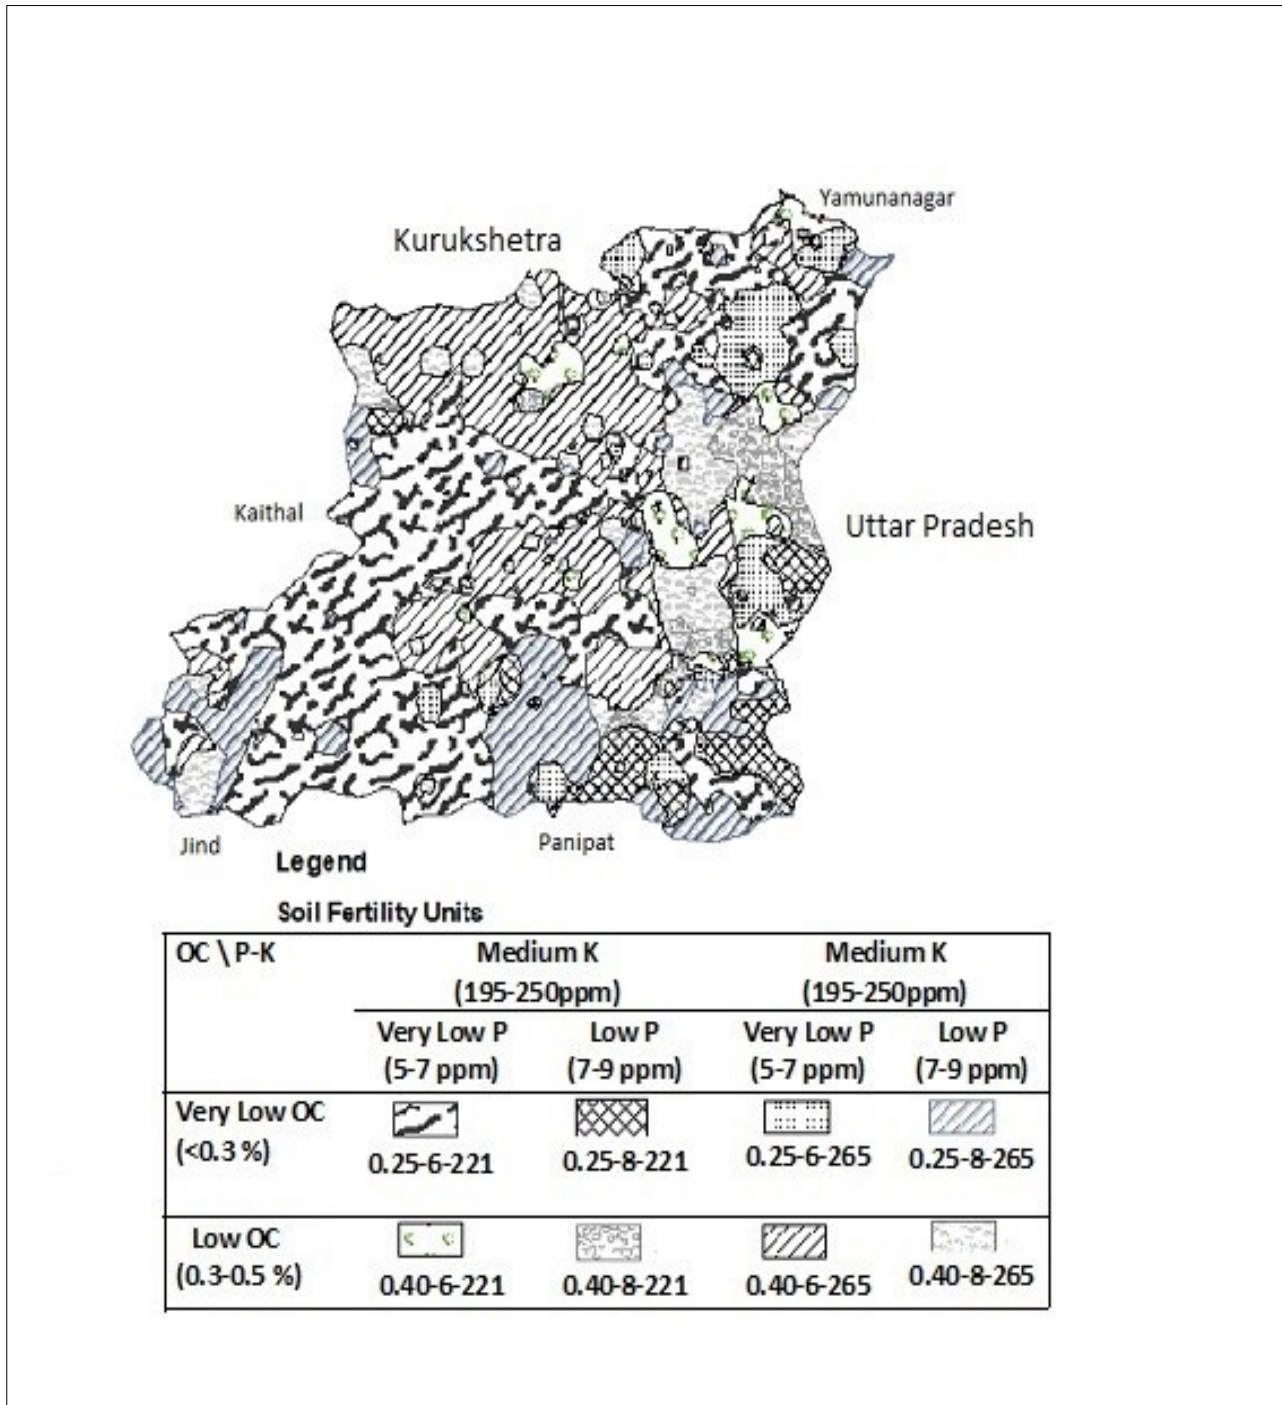 Yamunanagar
Kurukshetra
Kaithal
Uttar Pradesh
Jind
Panipat
Legend
Soil Fertility Units
OC \ P-K Medium K Medium K
(195-250ppm) (195-250ppm)
Very Low P Low P Very Low P Low P
(5-7 ppm) (7-9 ppm) (5-7 ppm) (7-9 ppm)
Very Low OC
(<0.3 %)
0.25-6-221 0.25-8-221 0.25-6-265 0.25-8-265
Low OC
(0.3-0.5 %)
0.40-6-221 0.40-8-221 0.40-6-265 0.40-8-265